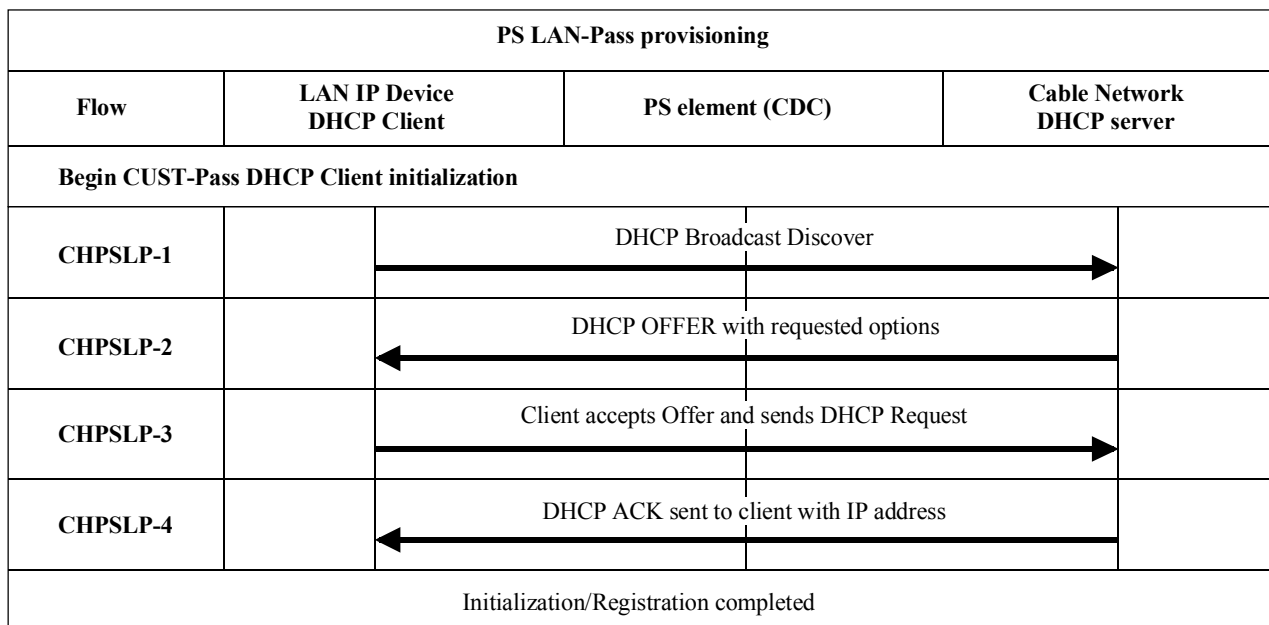 PS LAN-Pass provisioning
Flow
LAN IP Device
DHCP Client
PS element (CDC)
Cable Network
DHCP server
Begin CUST-Pass DHCP Client initialization
CHPSLP-1
DHCP Broadcast Discover
CHPSLP-2
DHCP OFFER with requested options
CHPSLP-3
Client accepts Offer and sends DHCP Request
CHPSLP-4
DHCP ACK sent to client with IP address
Initialization/Registration completed